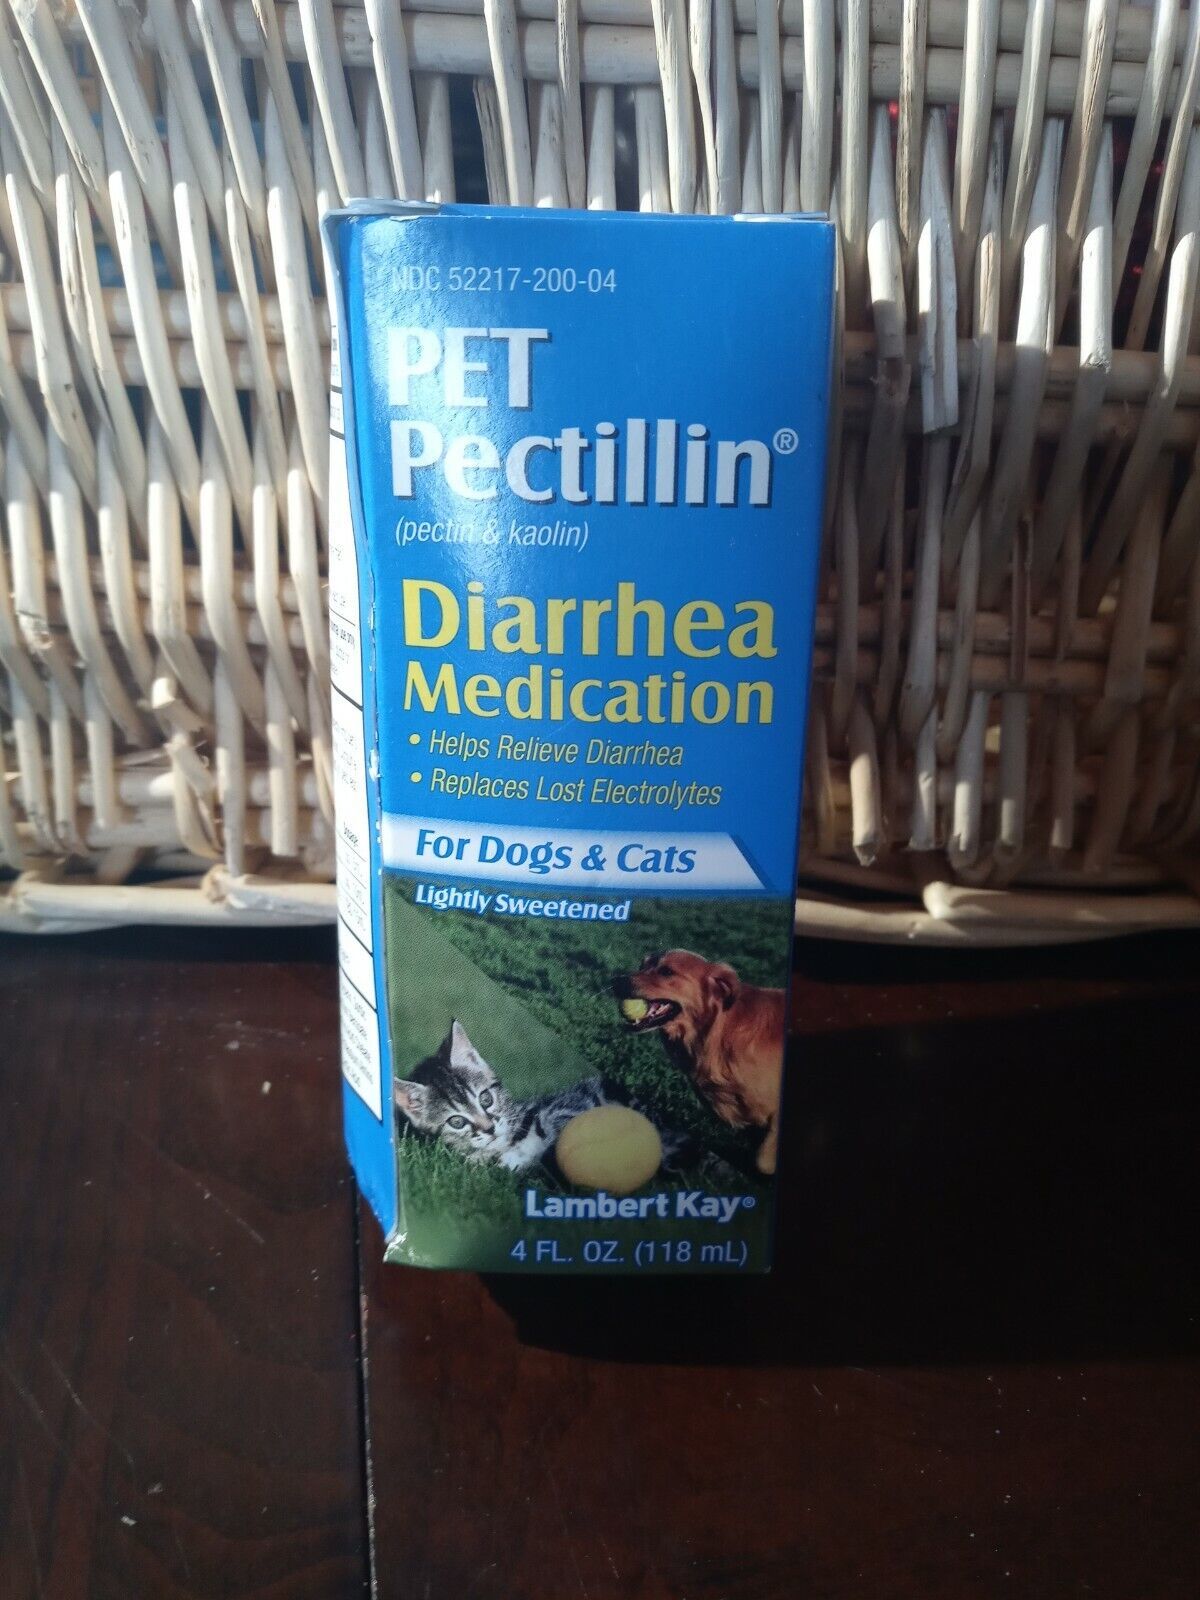 NDC 52217-200-04
PET
Pectillin®
(pectin & kaolin)
Diarrhea
Medication
• Helps Relieve Diarrhea
• Replaces Lost Electrolytes
For Dogs & Cats
Lightly Sweetened
Lambert Kay®
4 FL. OZ. (118 mL)